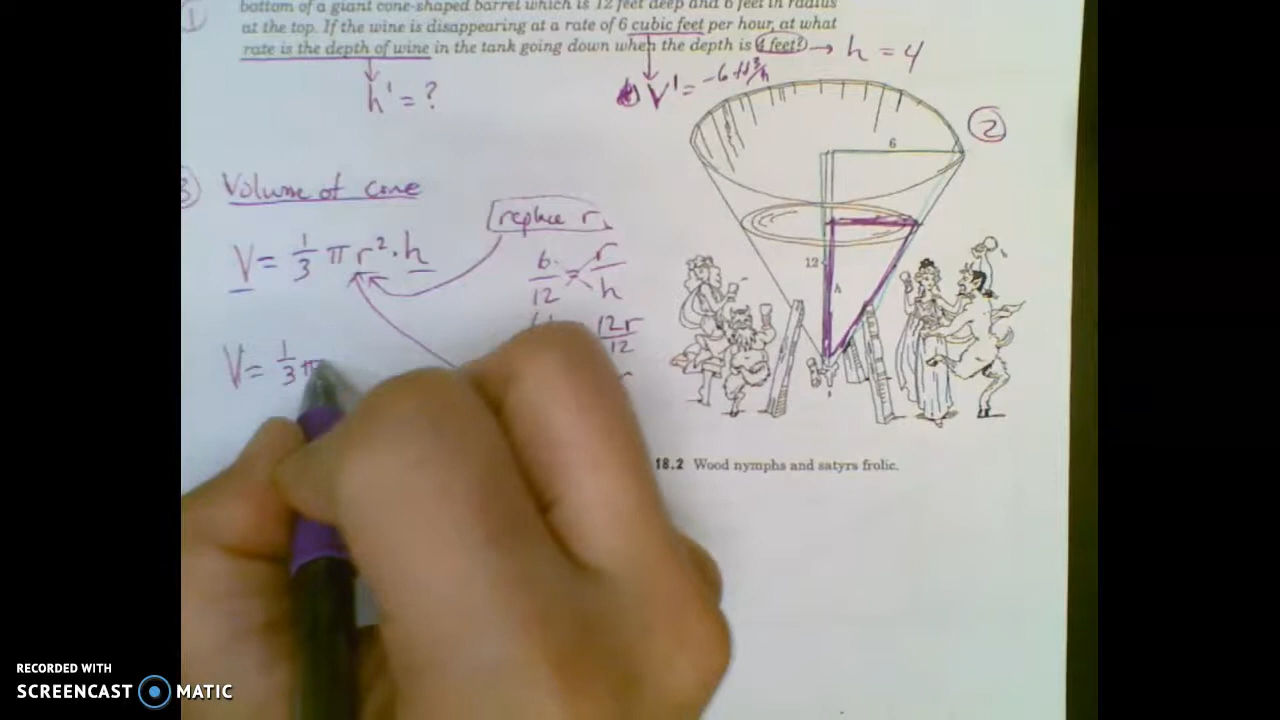 ①
bottom of a giant cone-shaped barrel which is 12 feet deep and 6 feet in radius
at the top. If the wine is disappearing at a rate of 6 cubic feet per hour, at what
rate is the depth of wine in the tank going down when the depth is 4 feet? → h = 4
h' = ?
V' = -6 ft³/h
②
6
3
Volume of cone
replace r
V = 1/3 π r² · h
6/12 = r/h
12
h
12r/12
V = 1/3 π
r
18.2 Wood nymphs and satyrs frolic.
RECORDED WITH
SCREENCAST MATIC